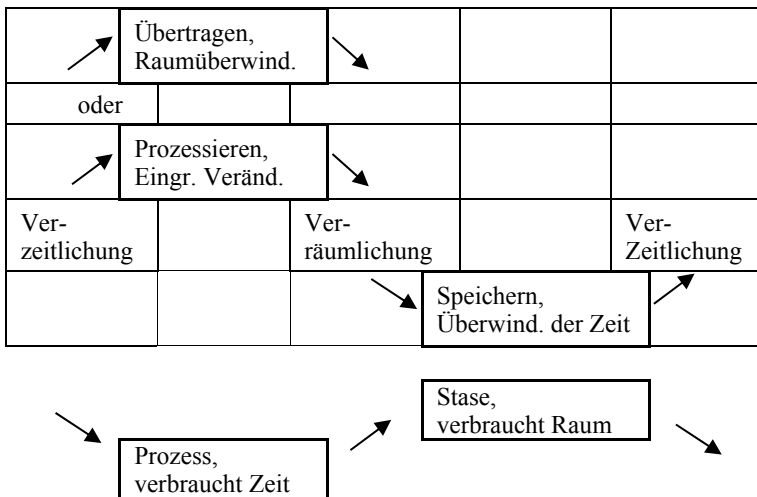 Übertragen,
Raumüberwind.
oder
Prozessieren,
Eingr. Veränd.
Ver-
zeitlichung
Ver-
räumlichung
Ver-
Zeitlichung
Speichern,
Überwind. der Zeit
Stase,
verbraucht Raum
Prozess,
verbraucht Zeit